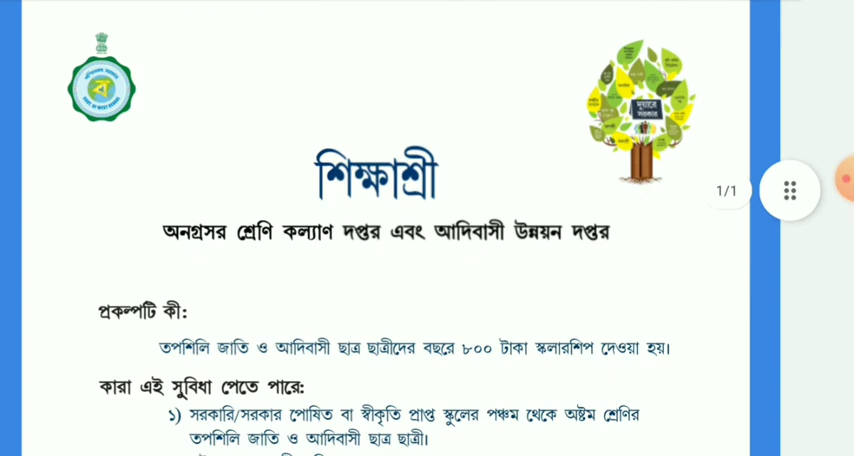 শিক্ষাশ্রী
অনগ্রসর শ্রেণি কল্যাণ দপ্তর এবং আদিবাসী উন্নয়ন দপ্তর
দুয়ারে
সরকার
1/1
প্রকল্পটি কী:
তপশিলি জাতি ও আদিবাসী ছাত্র ছাত্রীদের বছরে ৮০০ টাকা স্কলারশিপ দেওয়া হয়।
কারা এই সুবিধা পেতে পারে:
১) সরকারি/সরকার পোষিত বা স্বীকৃতি প্রাপ্ত স্কুলের পঞ্চম থেকে অষ্টম শ্রেণির
তপশিলি জাতি ও আদিবাসী ছাত্র ছাত্রী।